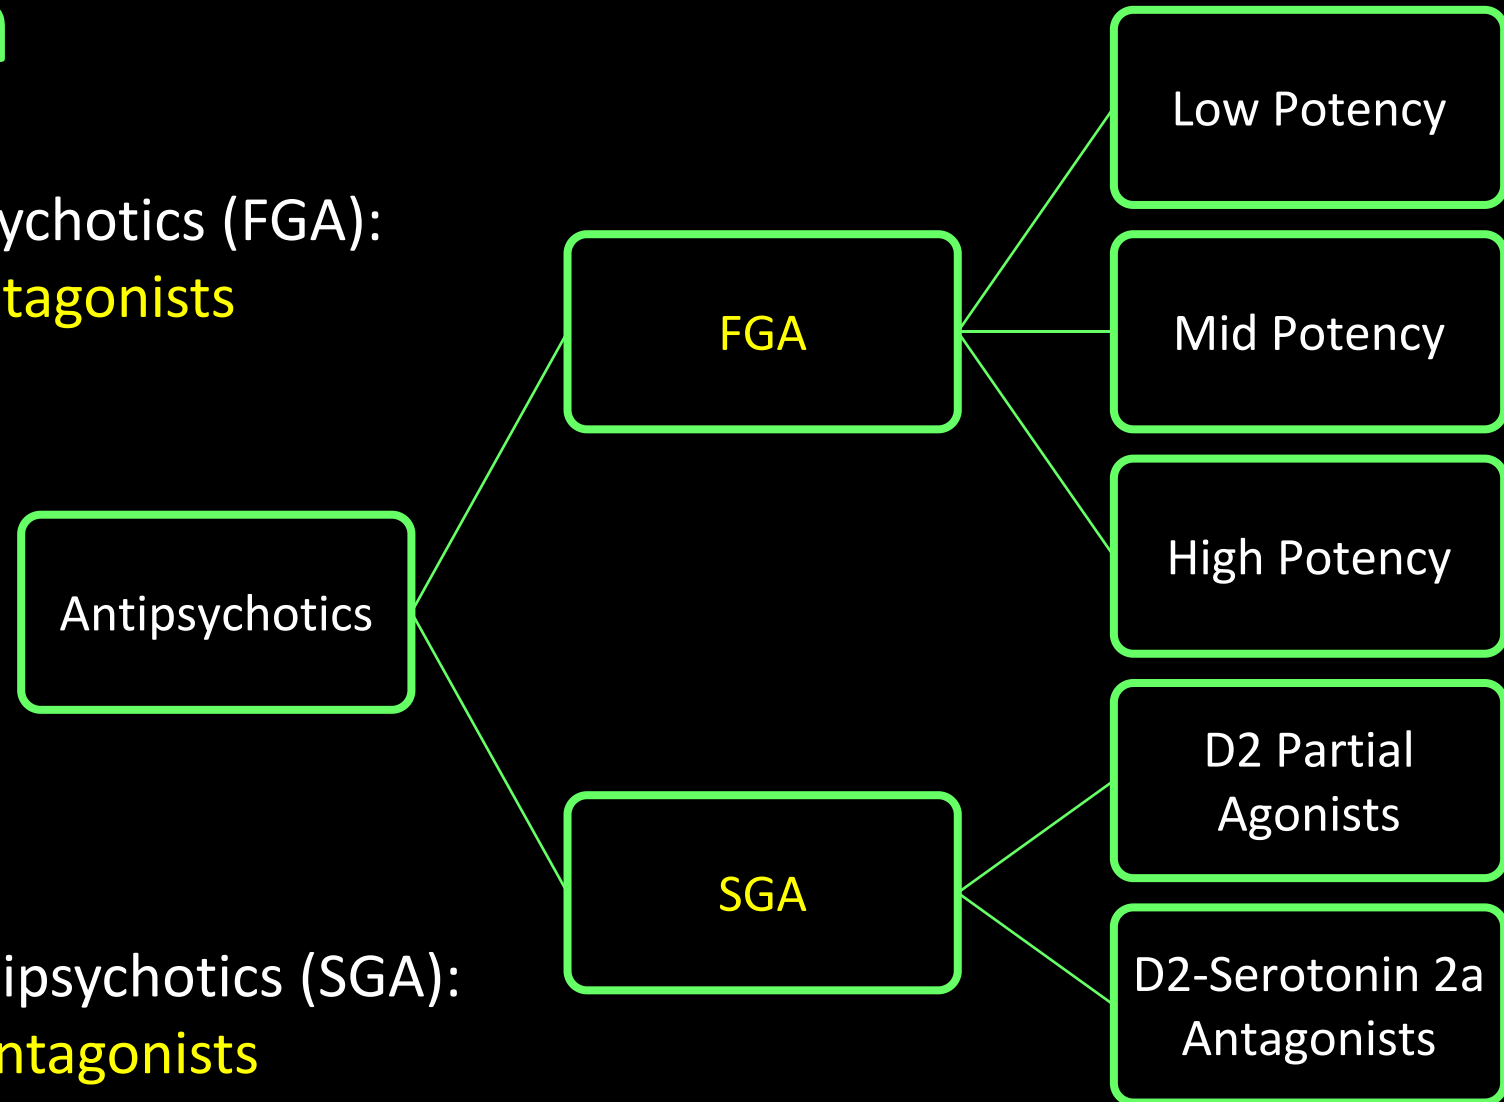 ychotics (FGA):
tagonists
Low Potency
FGA
Mid Potency
High Potency
Antipsychotics
D2 Partial
Agonists
SGA
D2-Serotonin 2a
Antagonists
ipsychotics (SGA):
ntagonists